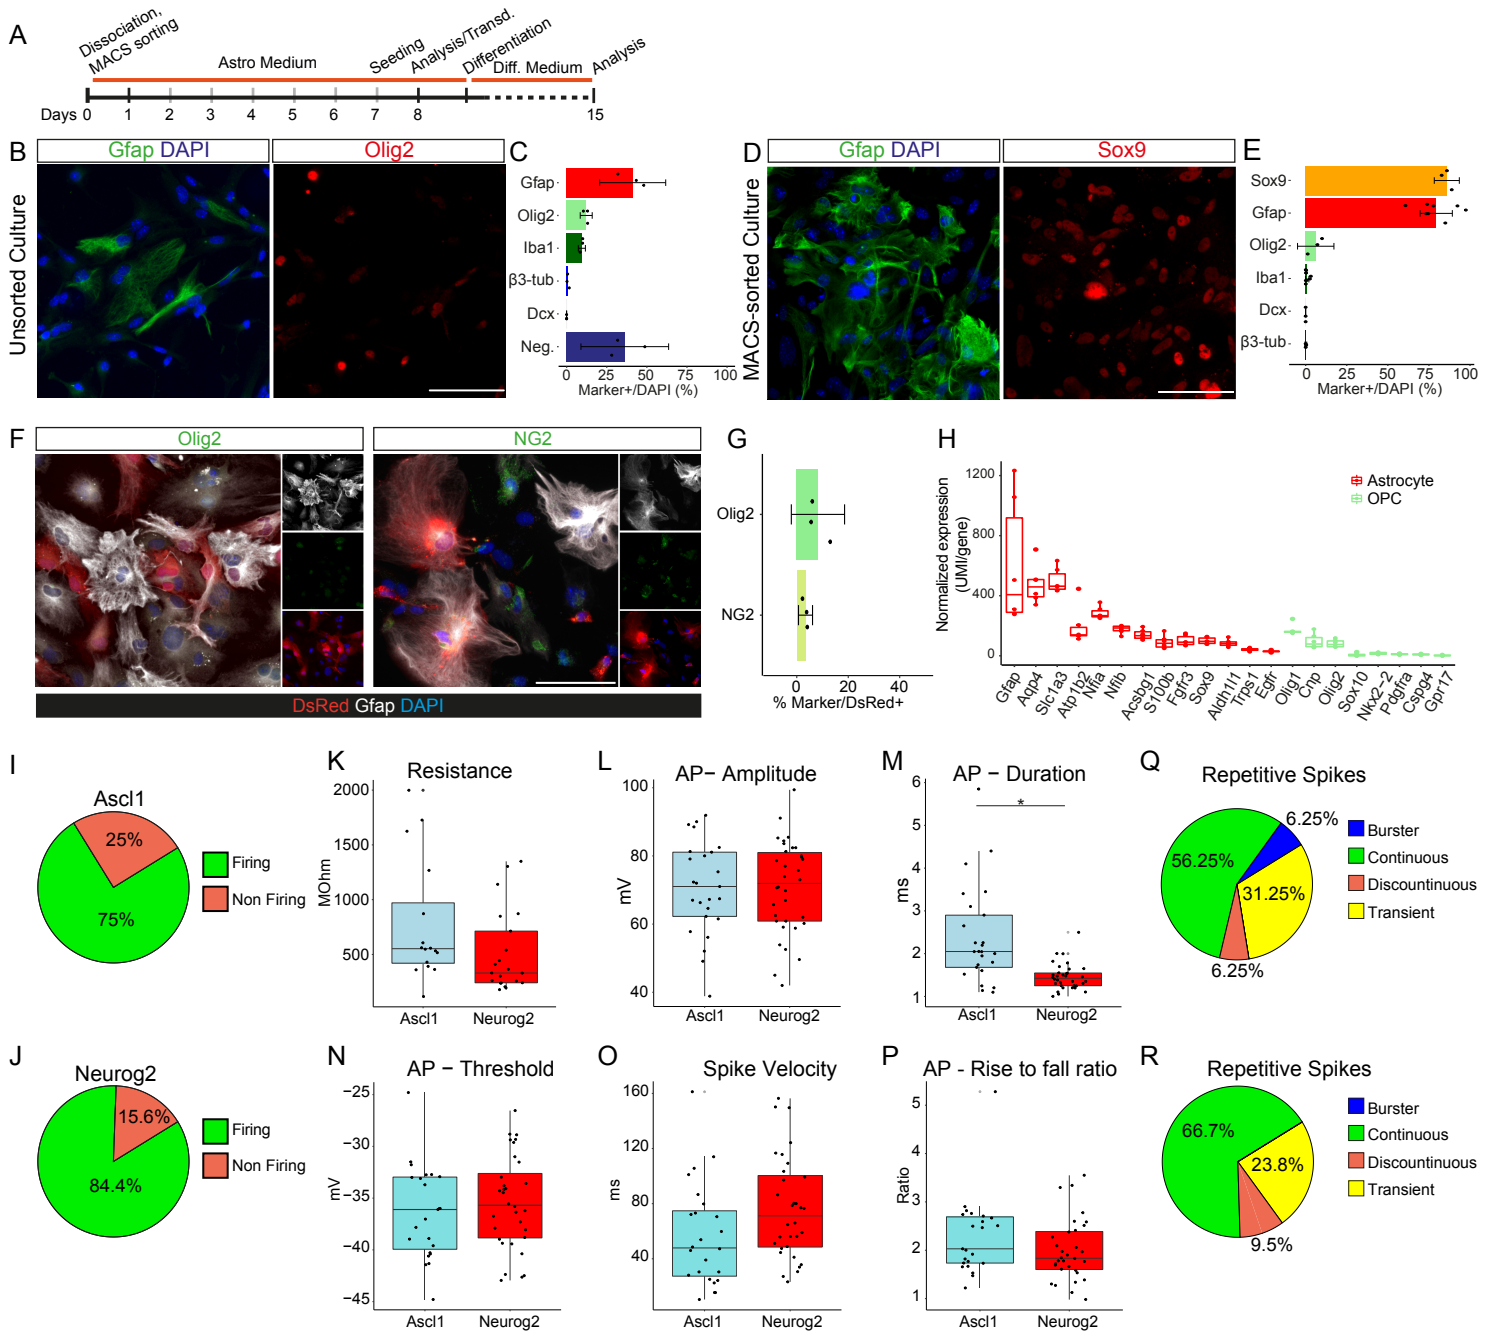 A
Dissociation,
MACS sorting
Astro Medium
Seeding
Analysis/Transd.
Differentiation
Diff. Medium
Analysis
Days 0 1 2 3 4 5 6 7 8 15
B
Gfap DAPI
Olig2
Unsorted Culture
C
Gfap
Olig2
Iba1
β3-tub
Dcx
Neg.
0 25 50 75 100
Marker+/DAPI (%)
D
Gfap DAPI
Sox9
MACS-sorted Culture
E
Sox9
Gfap
Olig2
Iba1
Dcx
β3-tub
0 25 50 75 100
Marker+/DAPI (%)
F
Olig2
NG2
DsRed Gfap DAPI
G
Olig2
NG2
0 20 40
% Marker/DsRed+
H
Normalized expression
(UMI/gene)
1200
800
400
0
Astrocyte
OPC
Gfap
Aqp4
Slc1a3
Atp1b2
Nfia
Nfib
Acsbg1
S100b
Fgfr3
Sox9
Aldh1l1
Trps1
Egfr
Olig1
Cnp
Olig2
Sox10
Nkx2−2
Pdgfra
Cspg4
Gpr17
I
Ascl1
25%
75%
Firing
Non Firing
K
Resistance
MOhm
2000
1500
1000
500
Ascl1 Neurog2
L
AP− Amplitude
mV
100
80
60
40
Ascl1 Neurog2
M
AP − Duration
ms
6
5
4
3
2
1
*
Ascl1 Neurog2
Q
Repetitive Spikes
6.25%
56.25%
31.25%
6.25%
Burster
Continuous
Discontinuous
Transient
J
Neurog2
15.6%
84.4%
Firing
Non Firing
N
AP − Threshold
mV
−25
−30
−35
−40
−45
Ascl1 Neurog2
O
Spike Velocity
ms
160
120
80
40
Ascl1 Neurog2
P
AP - Rise to fall ratio
Ratio
5
4
3
2
1
Ascl1 Neurog2
R
Repetitive Spikes
66.7%
23.8%
9.5%
Burster
Continuous
Discontinuous
Transient